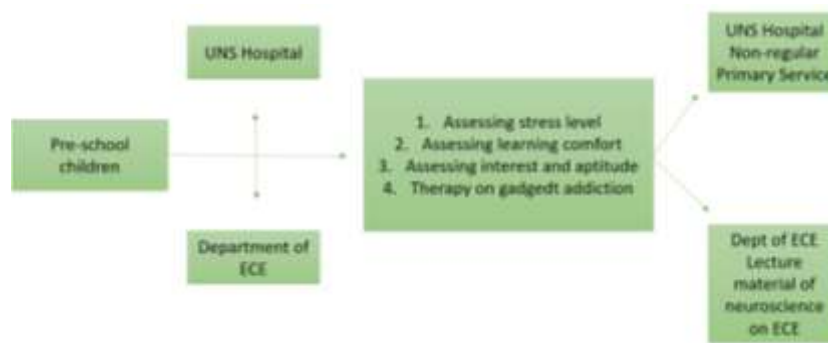 UNS Hospital
Pre-school
children
Department of
ECE
1. Assessing stress level
2. Assessing learning comfort
3. Assessing interest and aptitude
4. Therapy on gadgedt addiction
UNS Hospital
Non-regular
Primary Service
Dept of ECE
Lecture
material of
neuroscience
on ECE